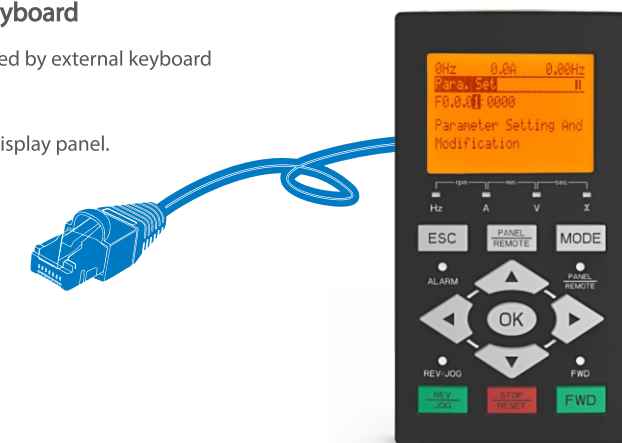 yboard
ed by external keyboard
isplay panel.
0Hz 0.0A 0.00Hz
Para. Set
F0.0.01:0000
Parameter Setting And
Modification
rpm min. sec.
Hz A V %
ESC PANEL REMOTE MODE
ALARM PANEL REMOTE
OK
REV-JOG FWD
REV JOG STOP RESET FWD